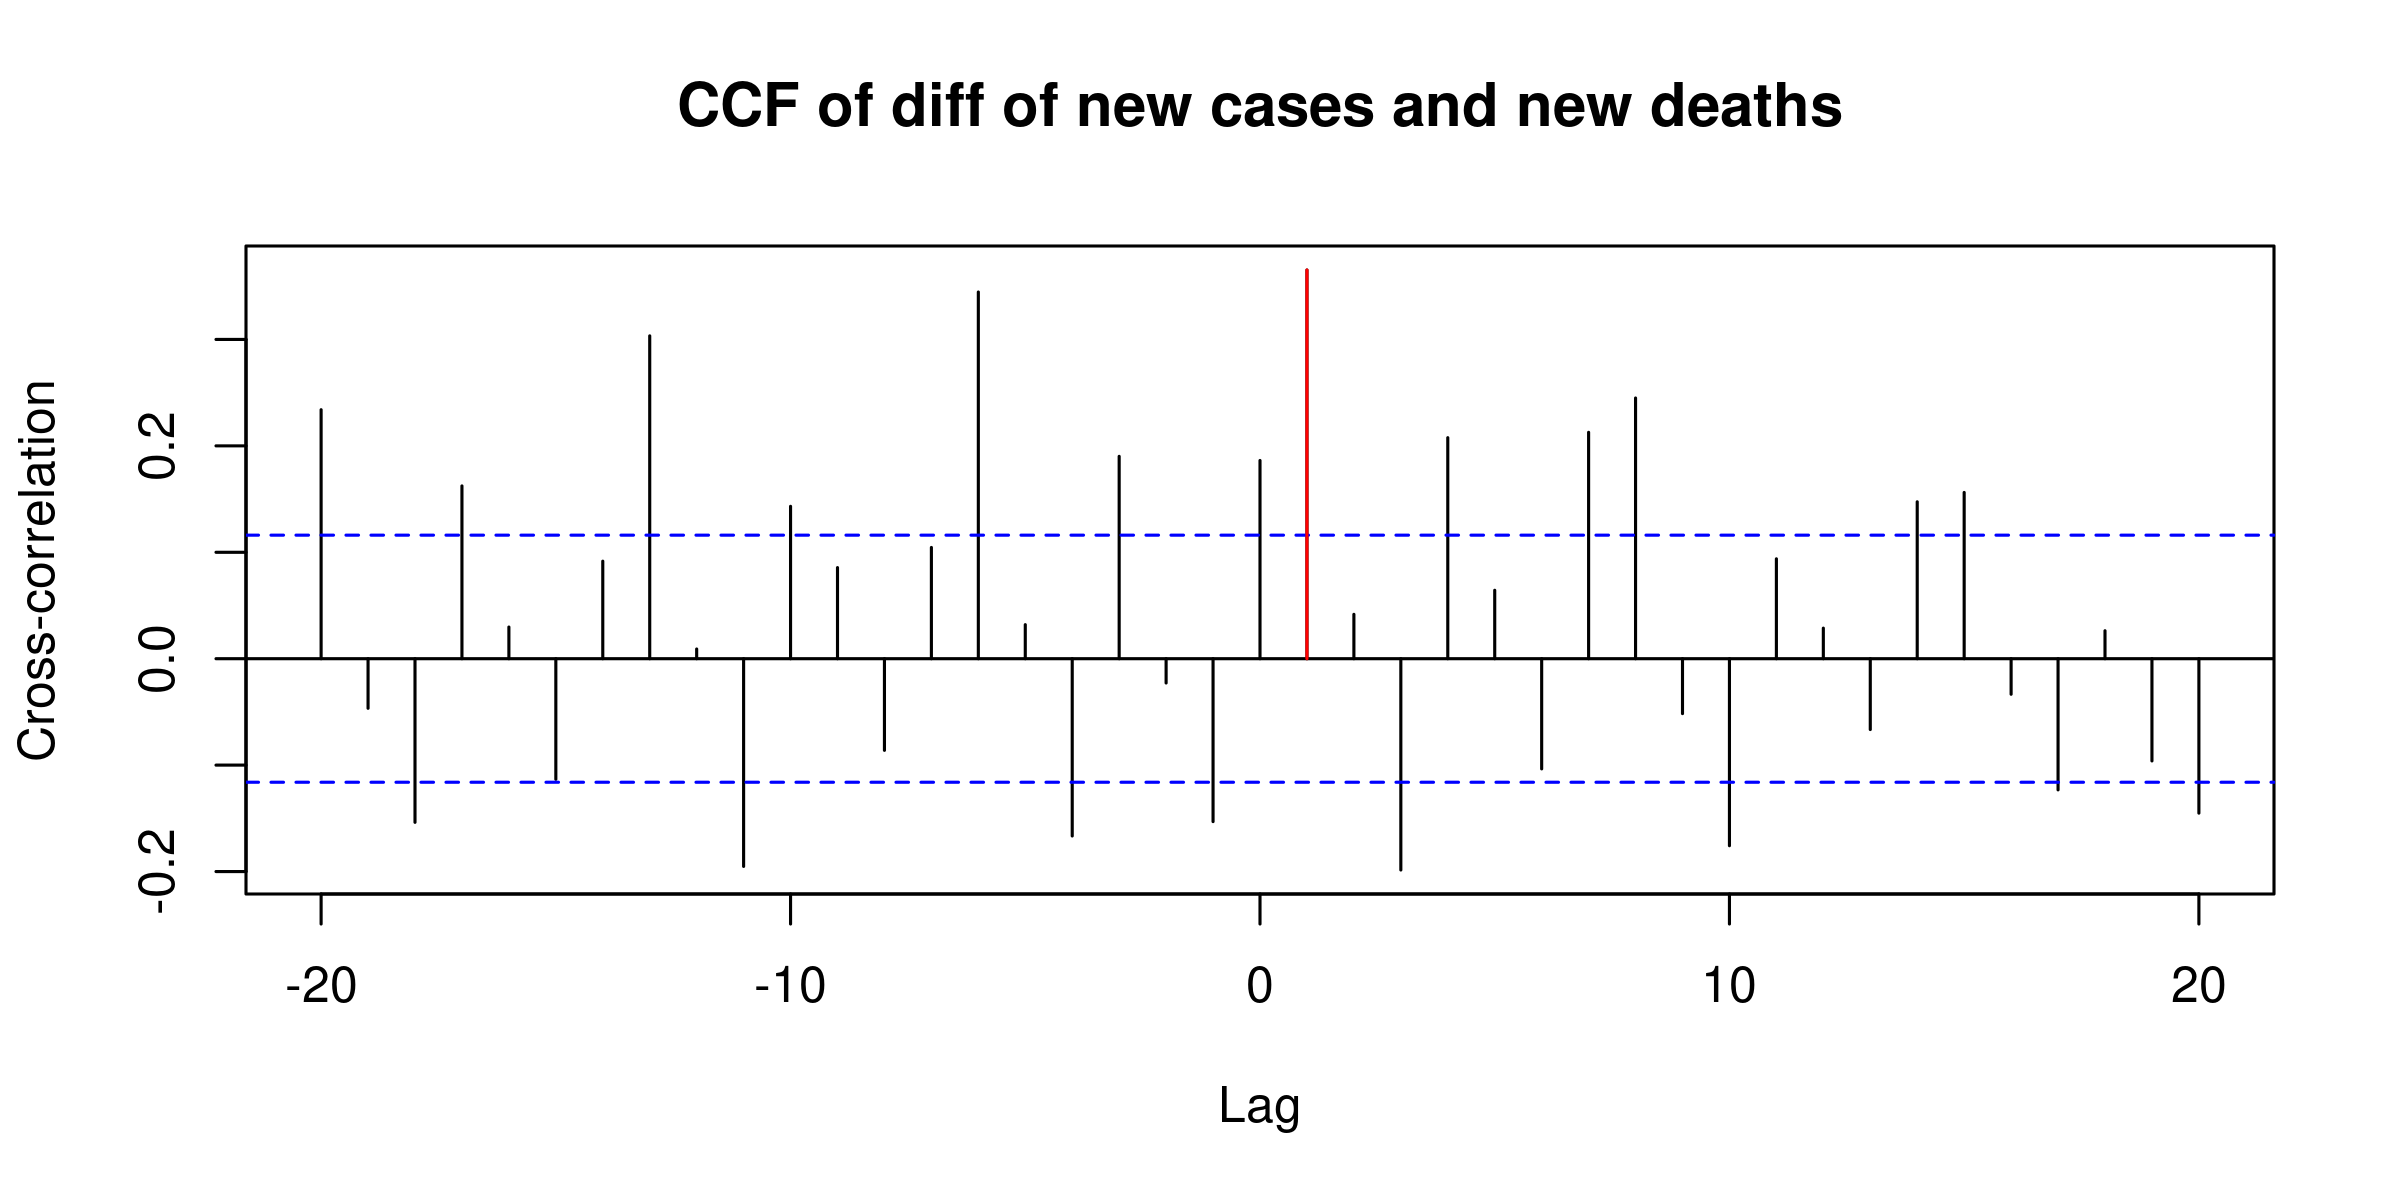 CCF of diff of new cases and new deaths
Cross-correlation
0.2
0.0
-0.2
-20 -10 0 10 20
Lag